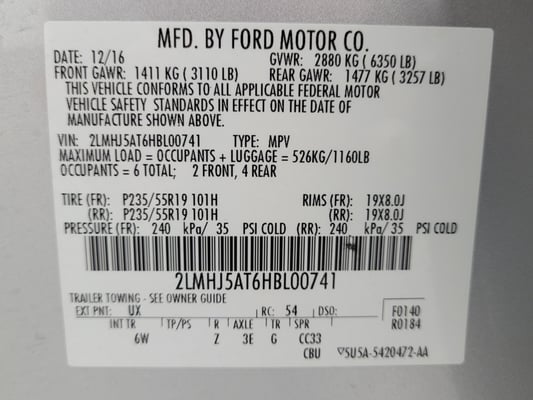 MFD. BY FORD MOTOR CO.
DATE: 12/16 GVWR: 2880 KG ( 6350 LB)
FRONT GAWR: 1411 KG ( 3110 LB) REAR GAWR: 1477 KG ( 3257 LB)
THIS VEHICLE CONFORMS TO ALL APPLICABLE FEDERAL MOTOR
VEHICLE SAFETY STANDARDS IN EFFECT ON THE DATE OF
MANUFACTURE SHOWN ABOVE.
VIN: 2LMHJ5AT6HBL00741 TYPE: MPV
MAXIMUM LOAD = OCCUPANTS + LUGGAGE = 526KG/1160LB
OCCUPANTS = 6 TOTAL; 2 FRONT, 4 REAR
TIRE (FR): P235/55R19 101H RIMS (FR): 19X8.0J
(RR): P235/55R19 101H (RR): 19X8.0J
PRESSURE (FR): 240 kPa/ 35 PSI COLD (RR): 240 kPa/ 35 PSI COLD
2LMHJ5AT6HBL00741
TRAILER TOWING - SEE OWNER GUIDE
EXT PNT: UX RC: 54 DSO: F0140
INT TR TP/PS R AXLE TR SPR R0184
6W Z 3E G CC33
CBU ▽5U5A-5420472-AA